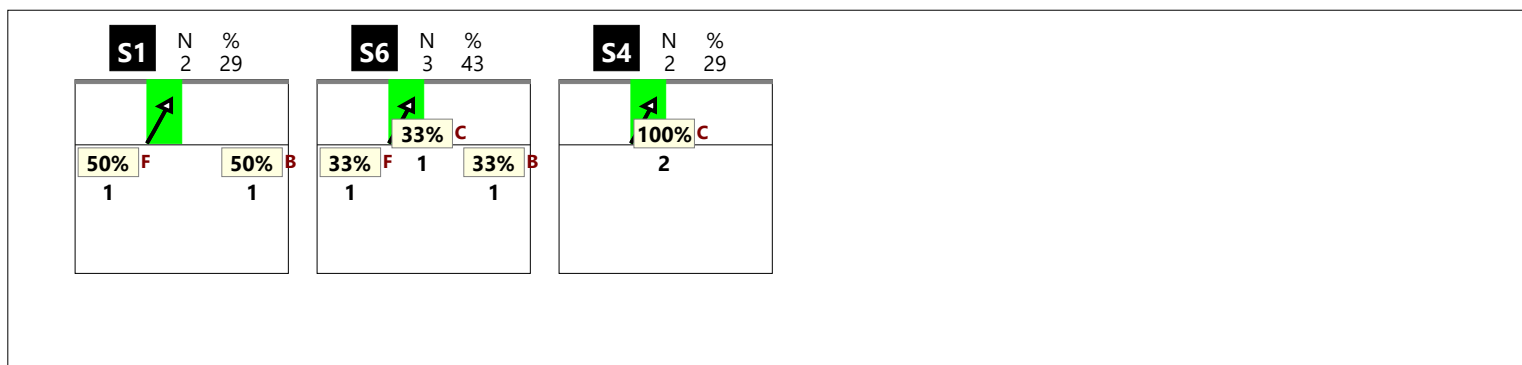 S1 N % 2 29
50% F 50% B
1 1
S6 N % 3 43
33% C
33% F 1 33% B
1 1
S4 N % 2 29
100% C
2